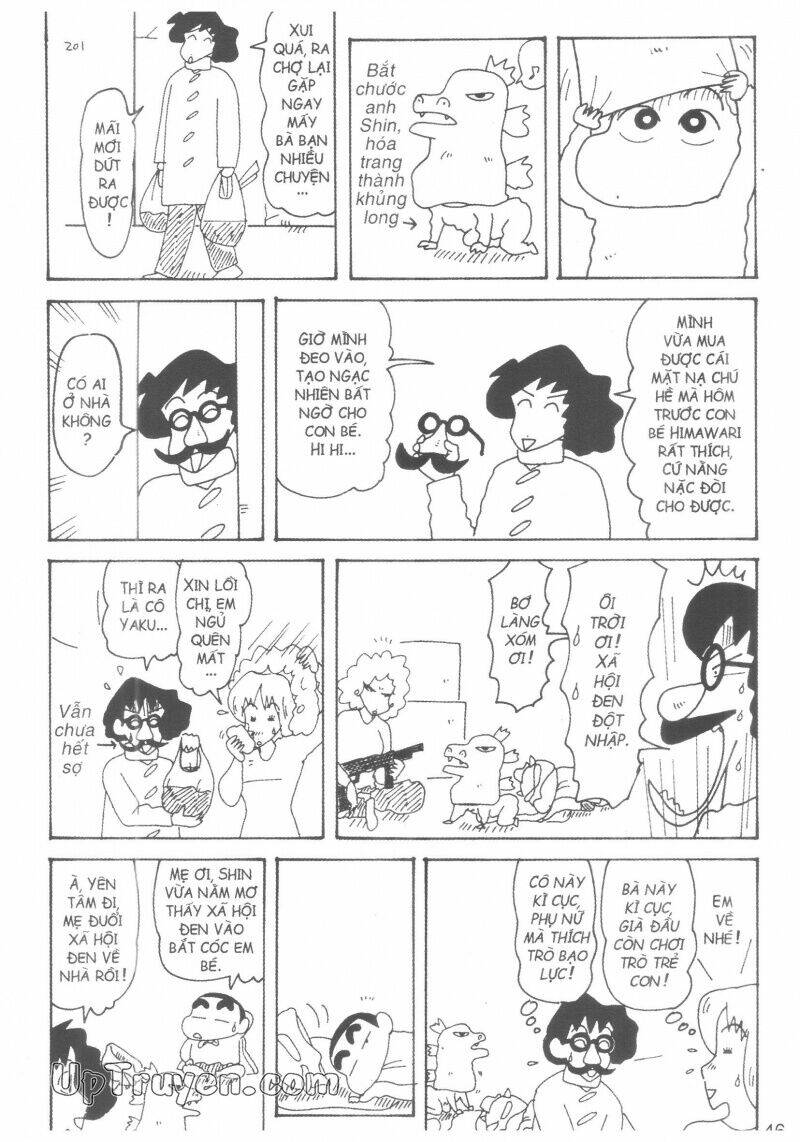 Bắt
chước
anh
Shin,
hóa
trang
thành
khủng
long
201
XUI
QUÁ, RA
CHỢ LẠI
GẶP
NGAY
MẤY
BÀ BẠN
NHIỀU
CHUYỆN
...
MÃI
MỚI
DỨT
RA
ĐƯỢC!
MÌNH
VỪA MUA
ĐƯỢC CÁI
MẶT NẠ CHÚ
HỀ MÀ HÔM
TRƯỚC CON
BÉ HIMAWARI
RẤT THÍCH,
CỨ NẰNG
NẶC ĐÒI
CHO ĐƯỢC.
GIỜ MÌNH
ĐEO VÀO,
TẠO NGẠC
NHIÊN BẤT
NGỜ CHO
CON BÉ.
HI HI...
CÓ AI
Ở NHÀ
KHÔNG
?
ÔI
TRỜI
ƠI!
XÃ
HỘI
ĐEN
ĐỘT
NHẬP.
BƠ
LÀNG
XÓM
ƠI!
XIN LỖI
CHỊ, EM
NGỦ
QUÊN
MẤT
...
THÌ RA
LÀ CÔ
YAKU...
Vẫn
chưa
hết
sợ
EM
VỀ
NHÉ!
BÀ NÀY
KÌ CỤC,
GIÀ ĐẦU
CÒN CHƠI
TRÒ TRẺ
CON!
CÔ NÀY
KÌ CỤC,
PHỤ NỮ
MÀ THÍCH
TRÒ BẠO
LỰC!
MẸ ƠI, SHIN
VỪA NẰM MƠ
THẤY XÃ HỘI
ĐEN VÀO
BẮT CÓC EM
BÉ.
À, YÊN
TÂM ĐI,
MẸ ĐUỔI
XÃ HỘI
ĐEN VỀ
NHÀ RỒI!
UpTruyen.com